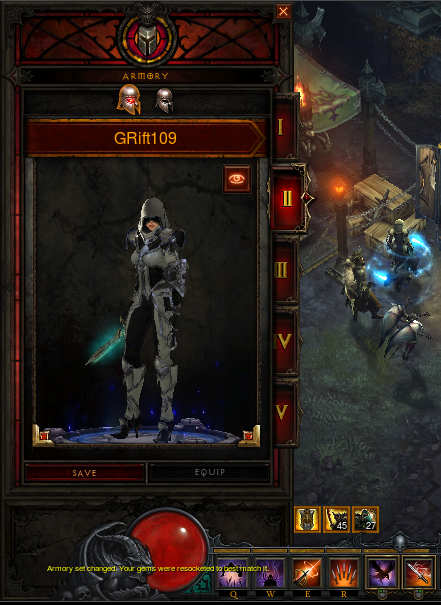 ARMORY
GRift109
I
II
III
IV
V
SAVE
EQUIP
45
27
Armory set changed. Your gems were resocketed to best match it.
Q
W
E
R